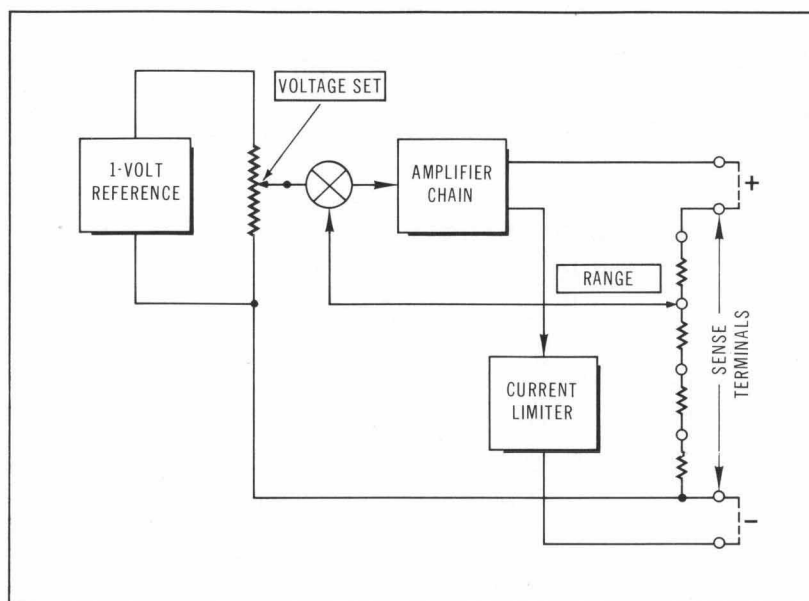 VOLTAGE SET
1-VOLT
REFERENCE
AMPLIFIER
CHAIN
+
RANGE
SENSE
TERMINALS
CURRENT
LIMITER
−